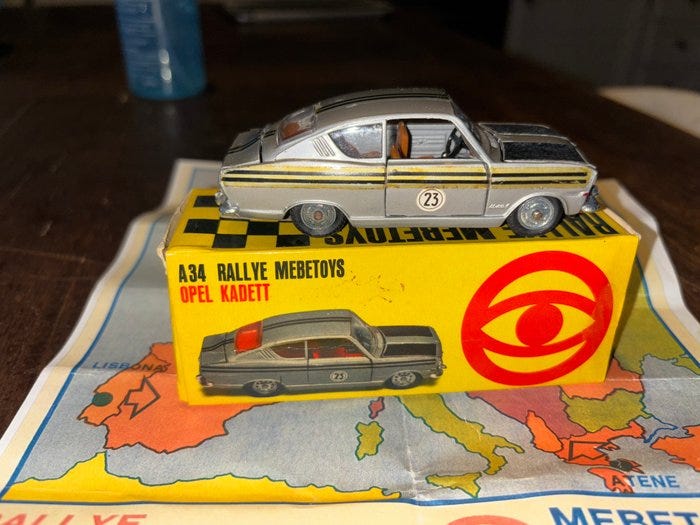 23
RALLYE MEBETOYS
A34 RALLYE MEBETOYS
OPEL KADETT
23
LISBONA
ATENE
RALLYE
MEBET